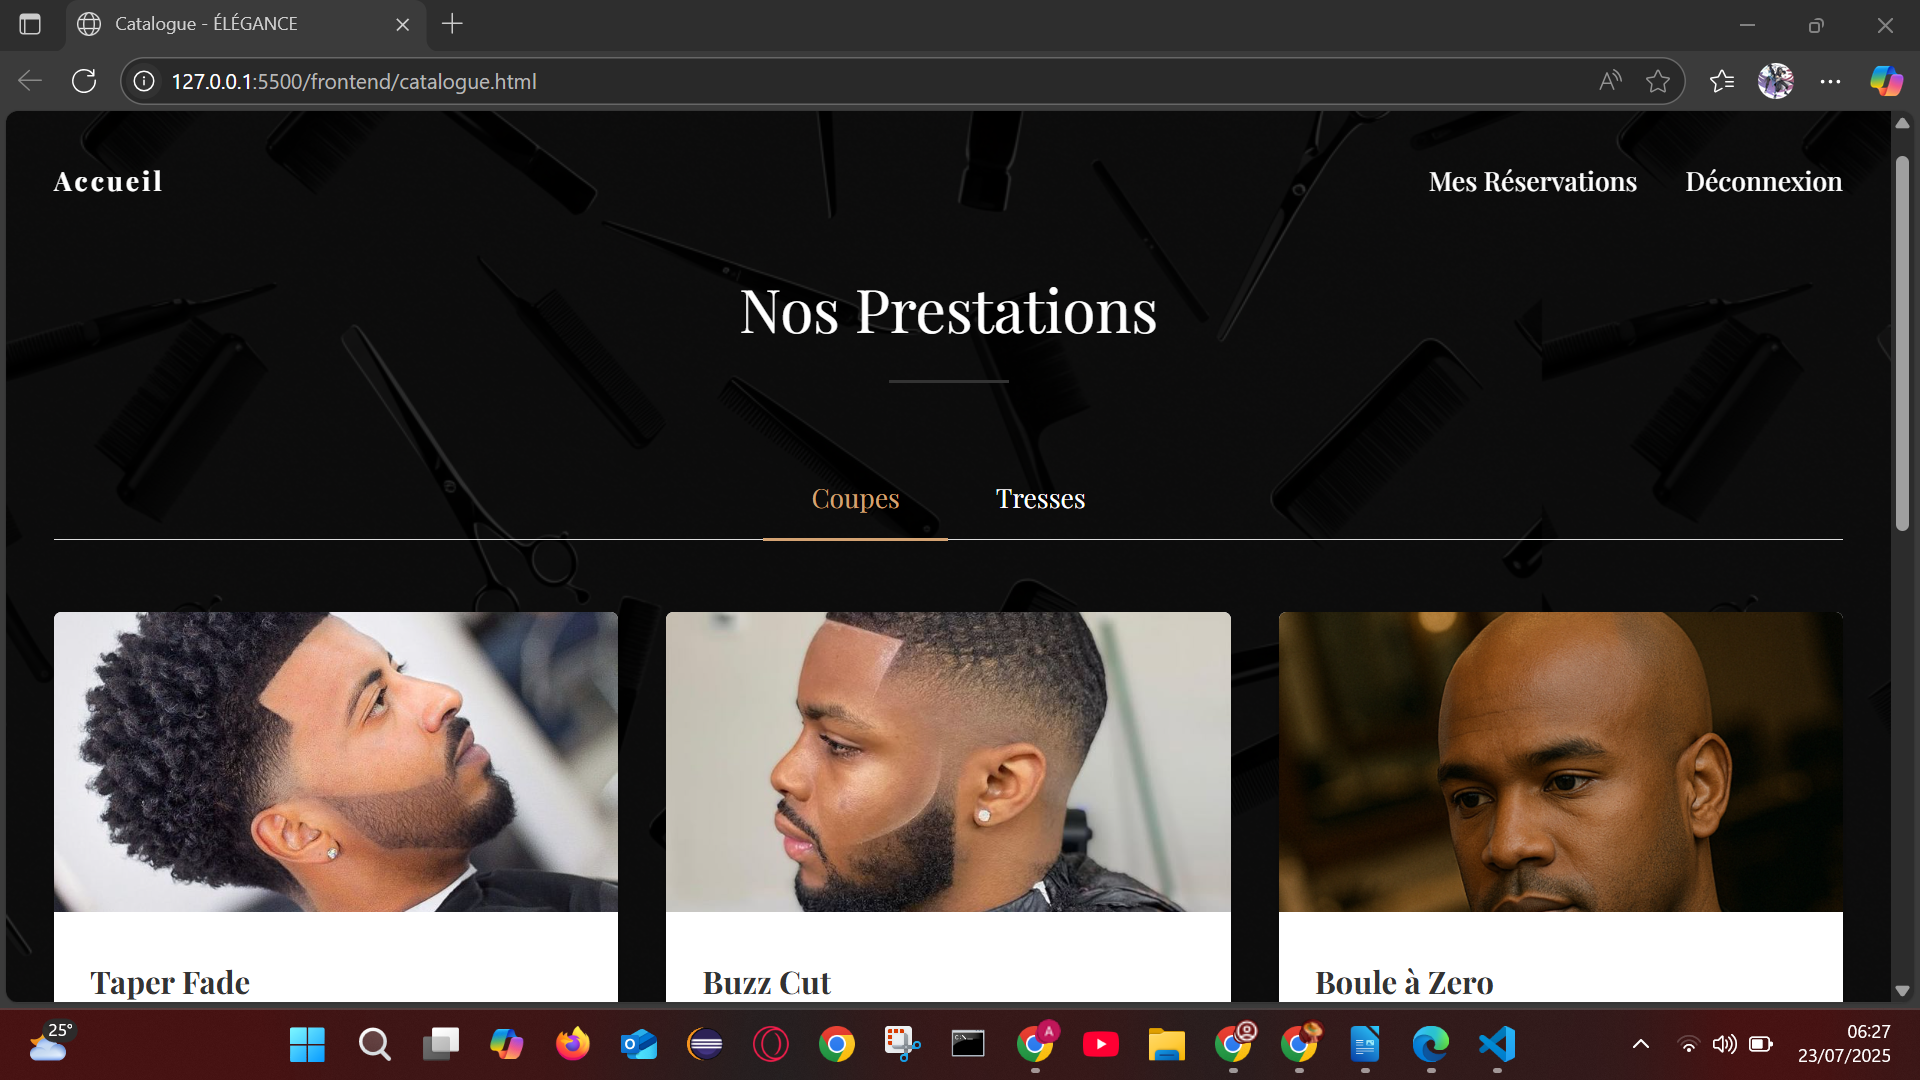 Catalogue - ÉLÉGANCE
127.0.0.1:5500/frontend/catalogue.html
Accueil
Mes Réservations
Déconnexion
Nos Prestations
Coupes
Tresses
Taper Fade
Buzz Cut
Boule à Zero
25°
A
06:27
23/07/2025